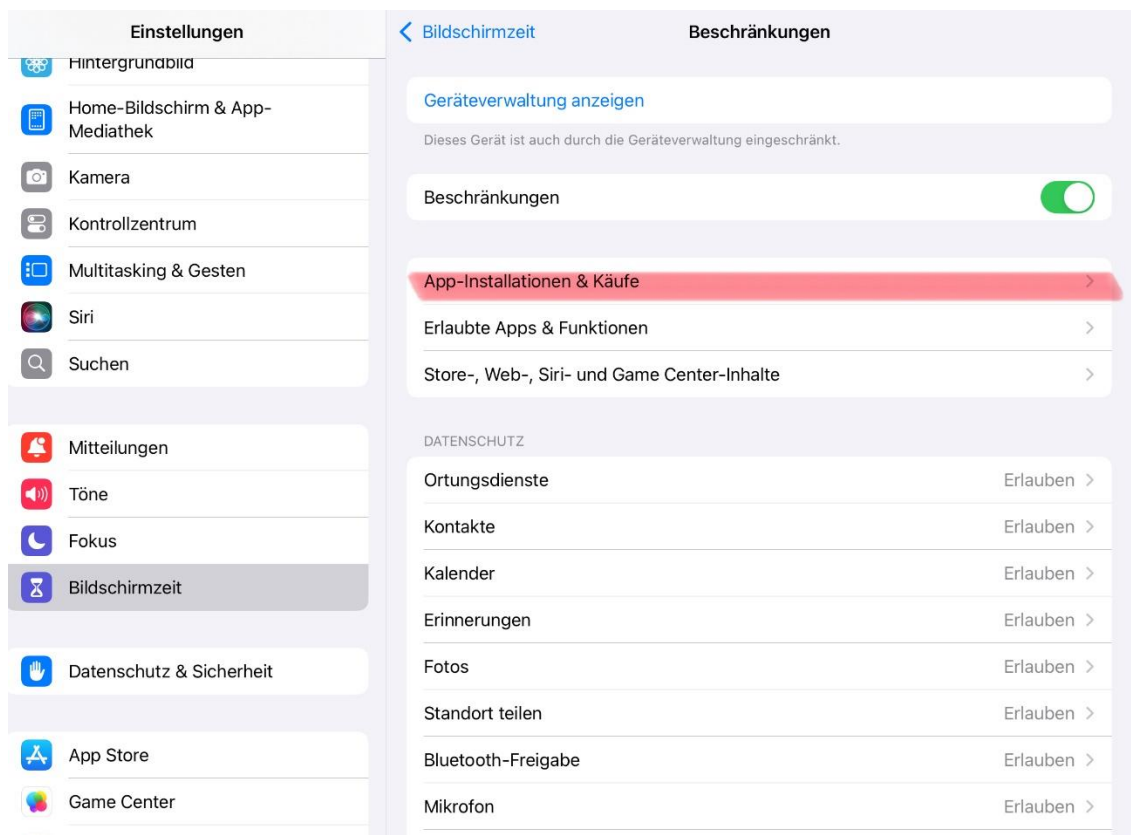 Einstellungen
Hintergrundbild
Home-Bildschirm & App-
Mediathek
Kamera
Kontrollzentrum
Multitasking & Gesten
Siri
Suchen
Mitteilungen
Töne
Fokus
Bildschirmzeit
Datenschutz & Sicherheit
App Store
Game Center
Bildschirmzeit
Beschränkungen
Geräteverwaltung anzeigen
Dieses Gerät ist auch durch die Geräteverwaltung eingeschränkt.
Beschränkungen
App-Installationen & Käufe
Erlaubte Apps & Funktionen
Store-, Web-, Siri- und Game Center-Inhalte
DATENSCHUTZ
Ortungsdienste Erlauben
Kontakte Erlauben
Kalender Erlauben
Erinnerungen Erlauben
Fotos Erlauben
Standort teilen Erlauben
Bluetooth-Freigabe Erlauben
Mikrofon Erlauben